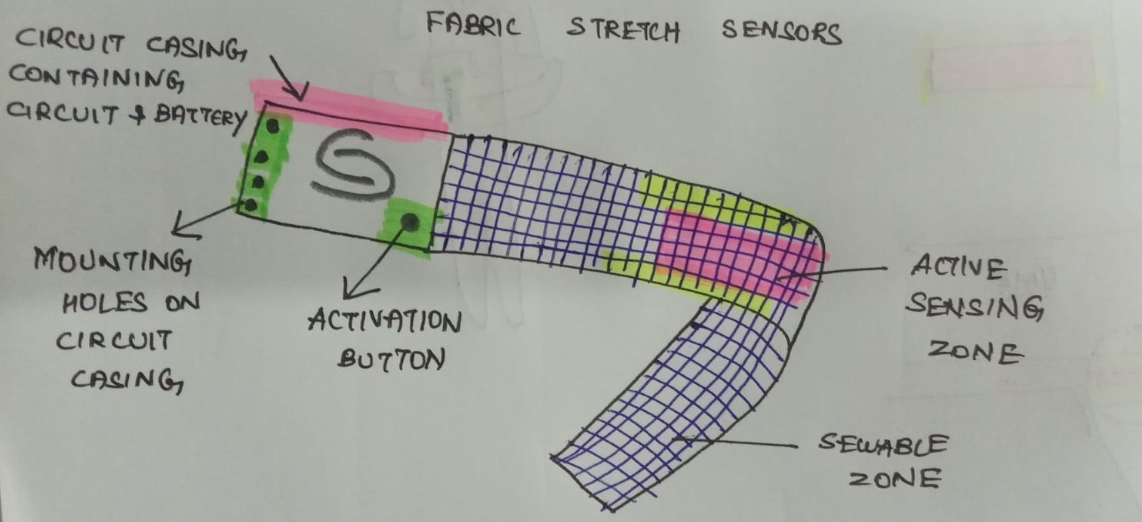 FABRIC STRETCH SENSORS
CIRCUIT CASING
CONTAINING
CIRCUIT & BATTERY
S
MOUNTING
HOLES ON
CIRCUIT
CASING
ACTIVATION
BUTTON
ACTIVE
SENSING
ZONE
SEWABLE
ZONE